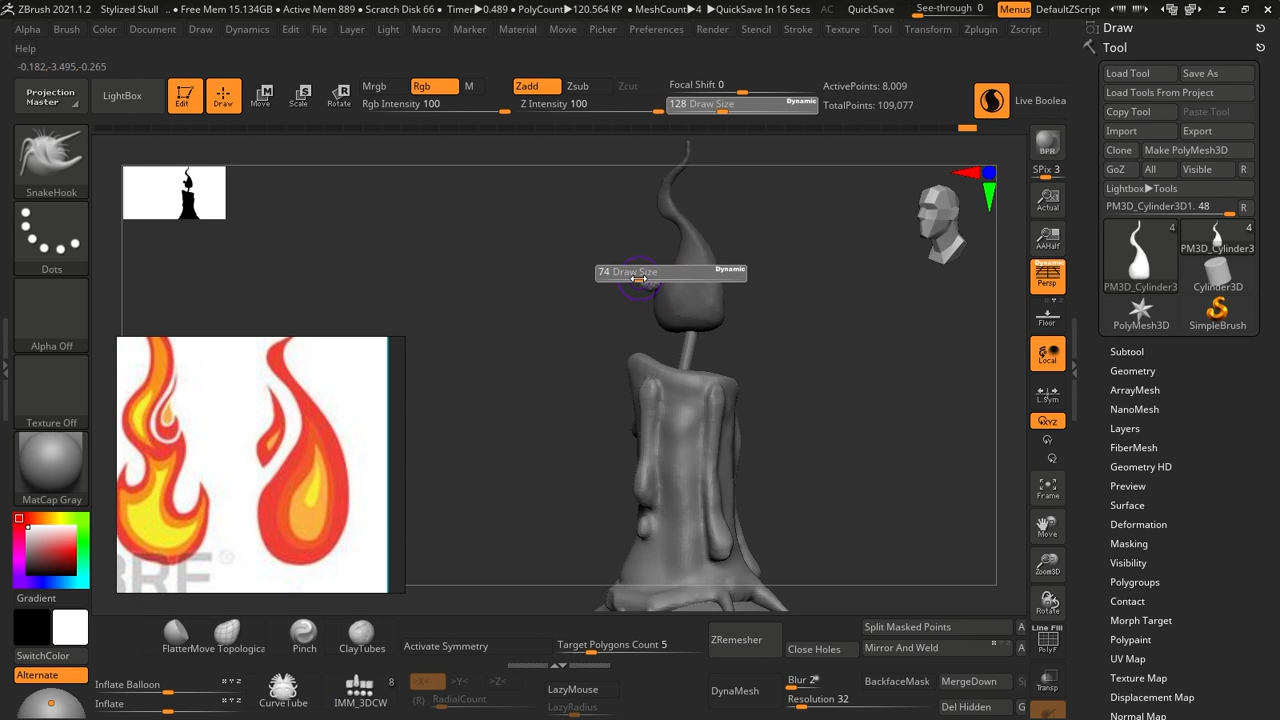 ZBrush 2021.1.2 Stylized Skull .. • Free Mem 15.134GB • Active Mem 889 • Scratch Disk 66 • Timer▶0.489 • PolyCount▶120.564 KP • MeshCount▶4 ▶QuickSave In 16 Secs AC QuickSave See-through 0 Menus DefaultZScript
Alpha Brush Color Document Draw Dynamics Edit File Layer Light Macro Marker Material Movie Picker Preferences Render Stencil Stroke Texture Tool Transform Zplugin Zscript
Help
-0.182,-3.495,-0.265
Projection Master
LightBox
Edit
Draw
Move
Scale
Rotate
Mrgb Rgb M
Rgb Intensity 100
Zadd Zsub Zcut
Z Intensity 100
Focal Shift 0
128 Draw Size Dynamic
ActivePoints: 8,009
TotalPoints: 109,077
Live Boolea
SnakeHook
Dots
Alpha Off
Texture Off
MatCap Gray
Gradient
SwitchColor
Alternate
74 Draw Size Dynamic
BRE ®
BPR
SPix 3
Actual
AAHalf
Dynamic
Persp
Floor
Local
L.Sym
XYZ
Frame
Move
Zoom3D
Rotate
Line Fill
PolyF
Transp
Draw
Tool
Load Tool Save As
Load Tools From Project
Copy Tool Paste Tool
Import Export
Clone Make PolyMesh3D
GoZ All Visible R
Lightbox▶Tools
PM3D_Cylinder3D1. 48 R
4 4
PM3D_Cylinder3
PM3D_Cylinder3 Cylinder3D
PolyMesh3D SimpleBrush
Subtool
Geometry
ArrayMesh
NanoMesh
Layers
FiberMesh
Geometry HD
Preview
Surface
Deformation
Masking
Visibility
Polygroups
Contact
Morph Target
Polypaint
UV Map
Texture Map
Displacement Map
Normal Map
Flatter Move Topologica Pinch ClayTubes
Activate Symmetry
Target Polygons Count 5
ZRemesher
Close Holes
Split Masked Points A
Mirror And Weld A
Inflate Balloon
Inflate
CurveTube
8
IMM_3DCW
>X< >Y< >Z<
(R) RadialCount
LazyMouse
LazyRadius
DynaMesh
Blur 2
Resolution 32
BackfaceMask
MergeDown
Del Hidden G